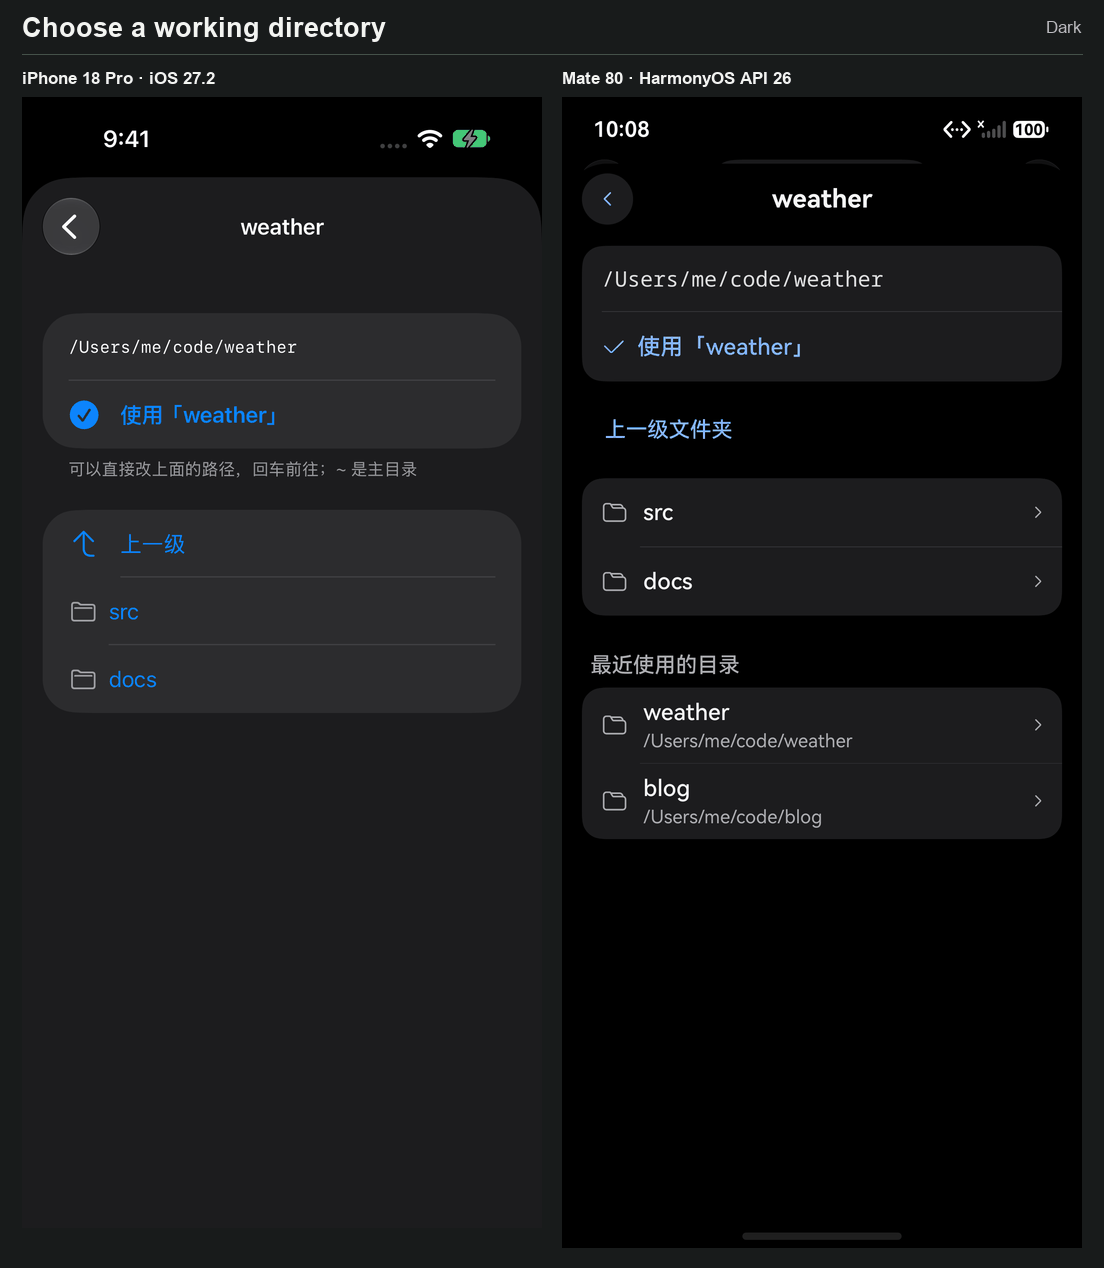 Choose a working directory
Dark
iPhone 18 Pro · iOS 27.2
9:41
weather
/Users/me/code/weather
使用「weather」
可以直接改上面的路径，回车前往；~ 是主目录
上一级
src
docs
Mate 80 · HarmonyOS API 26
10:08
100
weather
/Users/me/code/weather
使用「weather」
上一级文件夹
src
docs
最近使用的目录
weather
/Users/me/code/weather
blog
/Users/me/code/blog